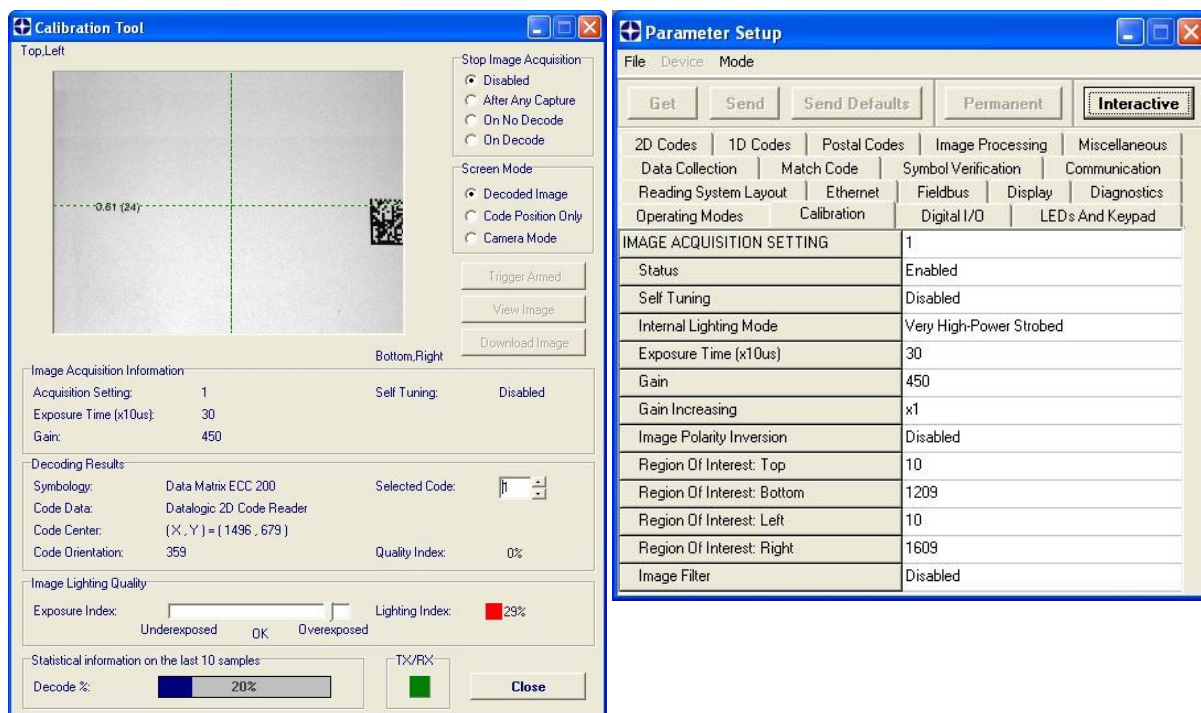 Calibration Tool
Top,Left
0.61 (24)
Bottom,Right
Stop Image Acquisition
Disabled
After Any Capture
On No Decode
On Decode
Screen Mode
Decoded Image
Code Position Only
Camera Mode
Trigger Armed
View Image
Download Image
Image Acquisition Information
Acquisition Setting: 1 Self Tuning: Disabled
Exposure Time (x10us): 30
Gain: 450
Decoding Results
Symbology: Data Matrix ECC 200 Selected Code: 1
Code Data: Datalogic 2D Code Reader
Code Center: ( X , Y ) = ( 1496 , 679 )
Code Orientation: 359 Quality Index: 0%
Image Lighting Quality
Exposure Index: Lighting Index: 29%
Underexposed OK Overexposed
Statistical information on the last 10 samples
Decode %: 20%
TX/RX
Close
Parameter Setup
File Device Mode
Get Send Send Defaults Permanent Interactive
2D Codes 1D Codes Postal Codes Image Processing Miscellaneous
Data Collection Match Code Symbol Verification Communication
Reading System Layout Ethernet Fieldbus Display Diagnostics
Operating Modes Calibration Digital I/O LEDs And Keypad
IMAGE ACQUISITION SETTING 1
Status Enabled
Self Tuning Disabled
Internal Lighting Mode Very High-Power Strobed
Exposure Time (x10us) 30
Gain 450
Gain Increasing x1
Image Polarity Inversion Disabled
Region Of Interest: Top 10
Region Of Interest: Bottom 1209
Region Of Interest: Left 10
Region Of Interest: Right 1609
Image Filter Disabled